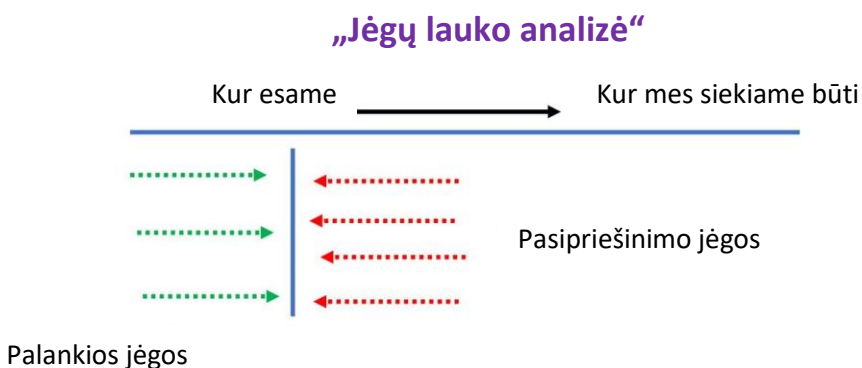 „Jėgų lauko analizė“
Kur esame
Kur mes siekiame būti
Pasipriešinimo jėgos
Palankios jėgos